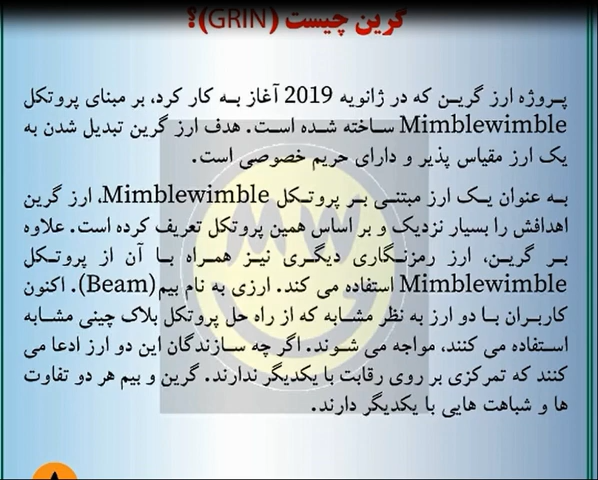 گرین چیست (GRIN)؟
پروژه ارز گرین که در ژانویه 2019 آغاز به کار کرد، بر مبنای پروتکل
Mimblewimble ساخته شده است. هدف ارز گرین تبدیل شدن به
یک ارز مقیاس پذیر و دارای حریم خصوصی است.
به عنوان یک ارز مبتنی بر پروتکل Mimblewimble، ارز گرین
اهدافش را بسیار نزدیک و بر اساس همین پروتکل تعریف کرده است. علاوه
بر گرین، ارز رمزنگاری دیگری نیز همراه با آن از پروتکل
Mimblewimble استفاده می کند. ارزی به نام بیم(Beam). اکنون
کاربران با دو ارز به نظر مشابه که از راه حل پروتکل بلاک چینی مشابه
استفاده می کنند، مواجه می شوند. اگر چه سازندگان این دو ارز ادعا می
کنند که تمرکزی بر روی رقابت با یکدیگر ندارند. گرین و بیم هر دو تفاوت
ها و شباهت هایی با یکدیگر دارند.
MW